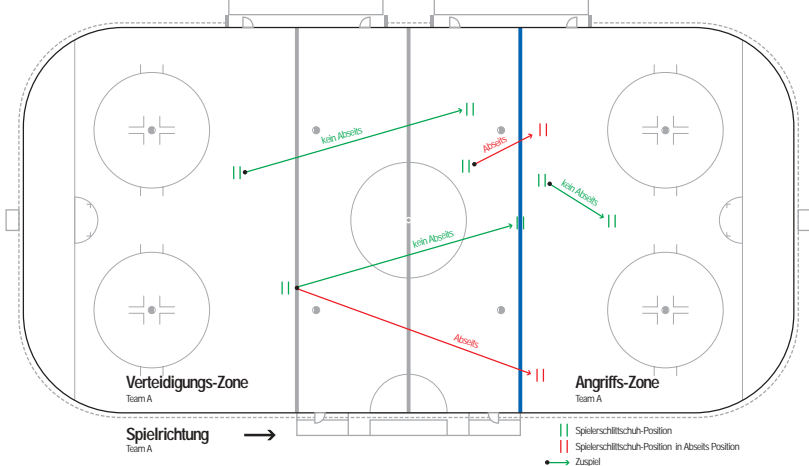 kein Abseits
Abseits
kein Abseits
kein Abseits
Abseits
Verteidigungs-Zone
Team A
Angriffs-Zone
Team A
Spielrichtung
Team A
Spielerschlittschuh-Position
Spielerschlittschuh-Position in Abseits Position
Zuspiel